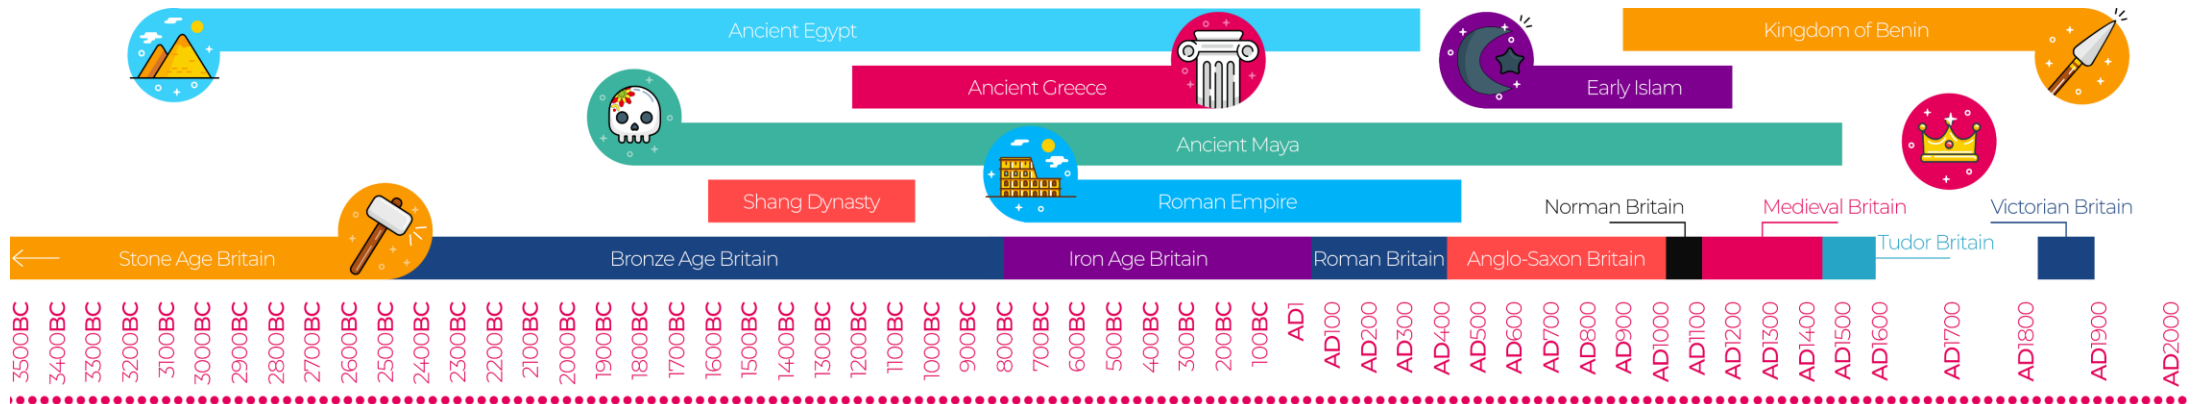 Ancient Egypt
Kingdom of Benin
Ancient Greece
Early Islam
Ancient Maya
Shang Dynasty
Roman Empire
Norman Britain
Medieval Britain
Victorian Britain
Tudor Britain
Stone Age Britain
Bronze Age Britain
Iron Age Britain
Roman Britain
Anglo-Saxon Britain
3500BC
3400BC
3300BC
3200BC
3100BC
3000BC
2900BC
2800BC
2700BC
2600BC
2500BC
2400BC
2300BC
2200BC
2100BC
2000BC
1900BC
1800BC
1700BC
1600BC
1500BC
1400BC
1300BC
1200BC
1100BC
1000BC
900BC
800BC
700BC
600BC
500BC
400BC
300BC
200BC
100BC
AD1
AD100
AD200
AD300
AD400
AD500
AD600
AD700
AD800
AD900
AD1000
AD1100
AD1200
AD1300
AD1400
AD1500
AD1600
AD1700
AD1800
AD1900
AD2000